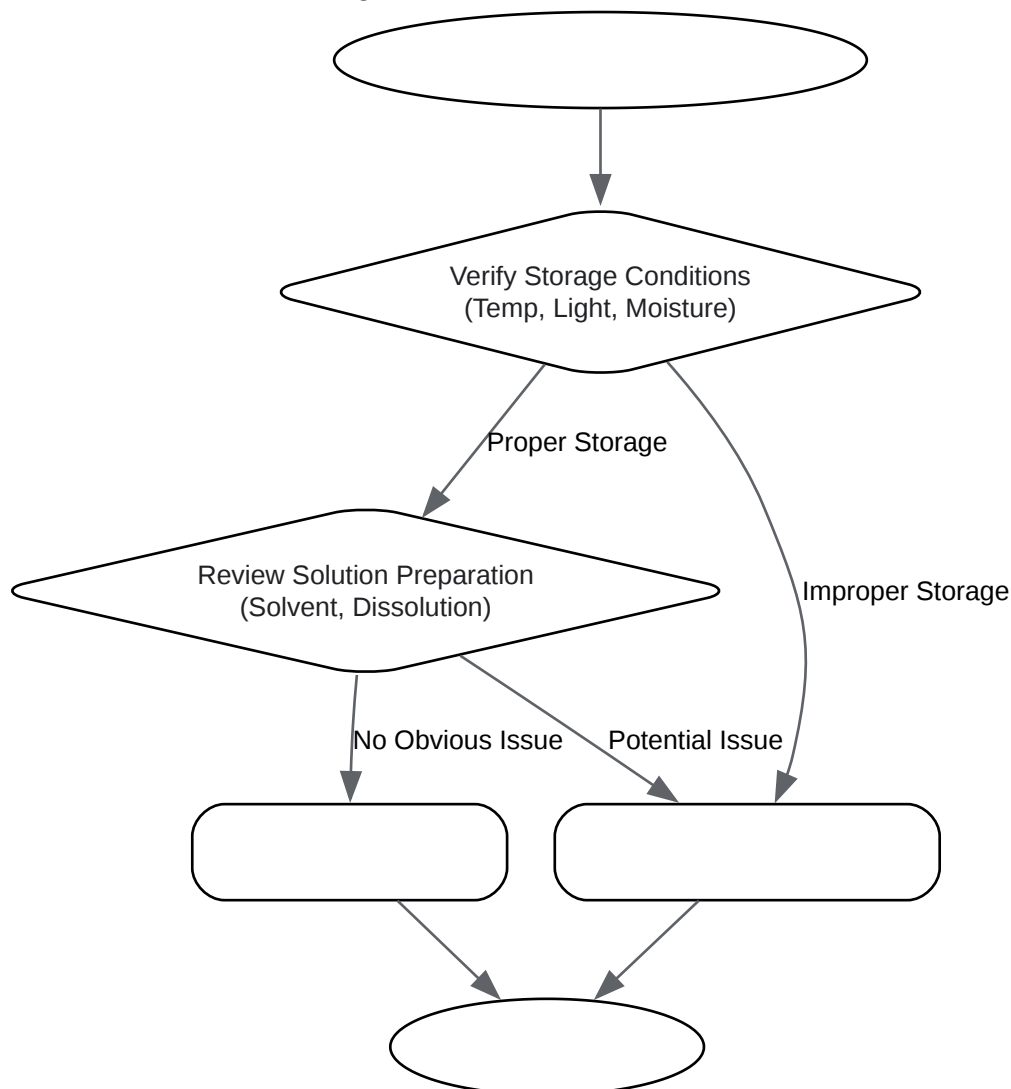 Verify Storage Conditions
(Temp, Light, Moisture)
Proper Storage
Review Solution Preparation
(Solvent, Dissolution)
Improper Storage
No Obvious Issue
Potential Issue